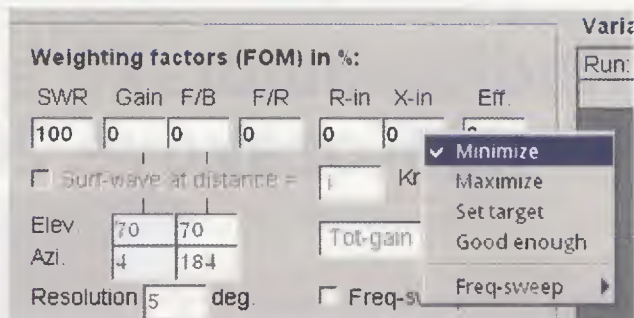 Varia
Weighting factors (FOM) in %:
Run:
SWR Gain F/B F/R R-in X-in Eff.
100 0 0 0 0 0
✓ Minimize
Surf-wave at distance =
Maximize
Set target
Elev. 70 70 Tot-gain
Good enough
Azi. 4 184
Freq-sweep
Resolution 5 deg. Freq-sw